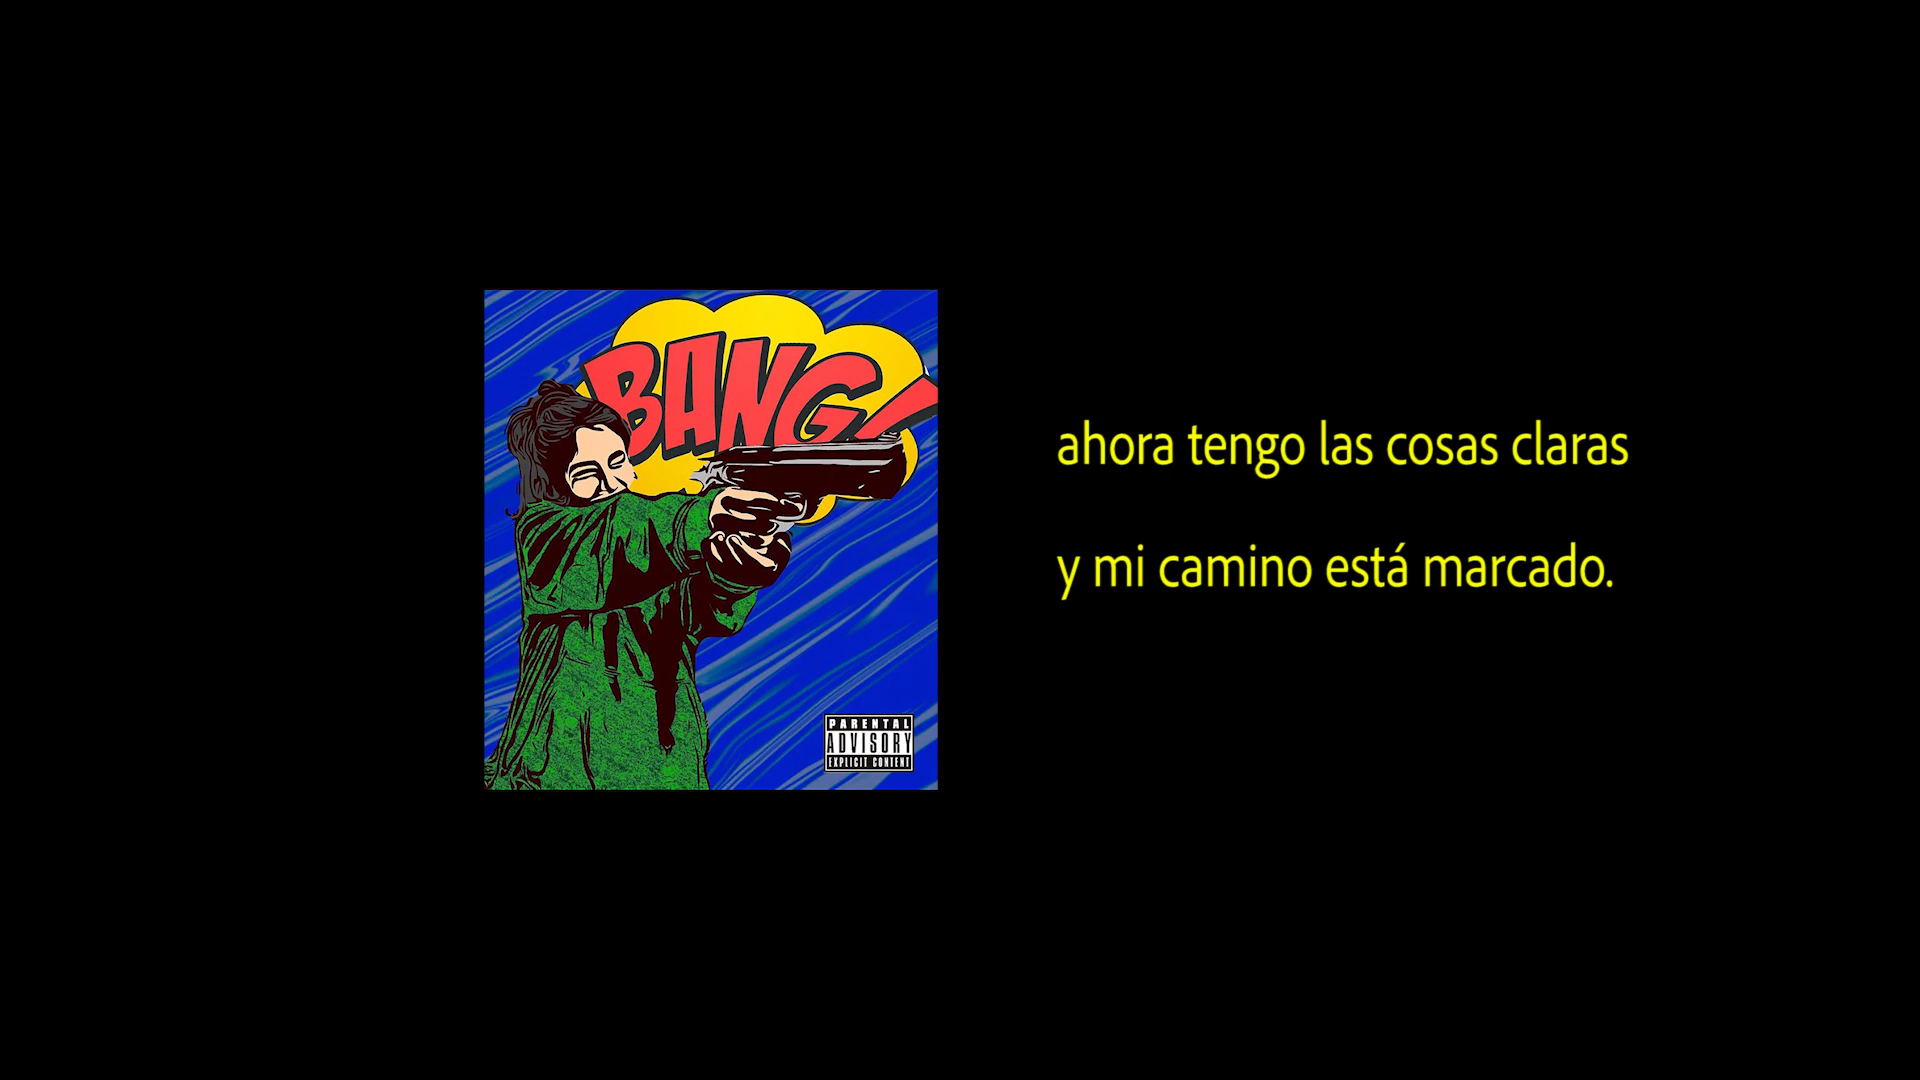 BANG!
ahora tengo las cosas claras
y mi camino está marcado.
PARENTAL
ADVISORY
EXPLICIT CONTENT